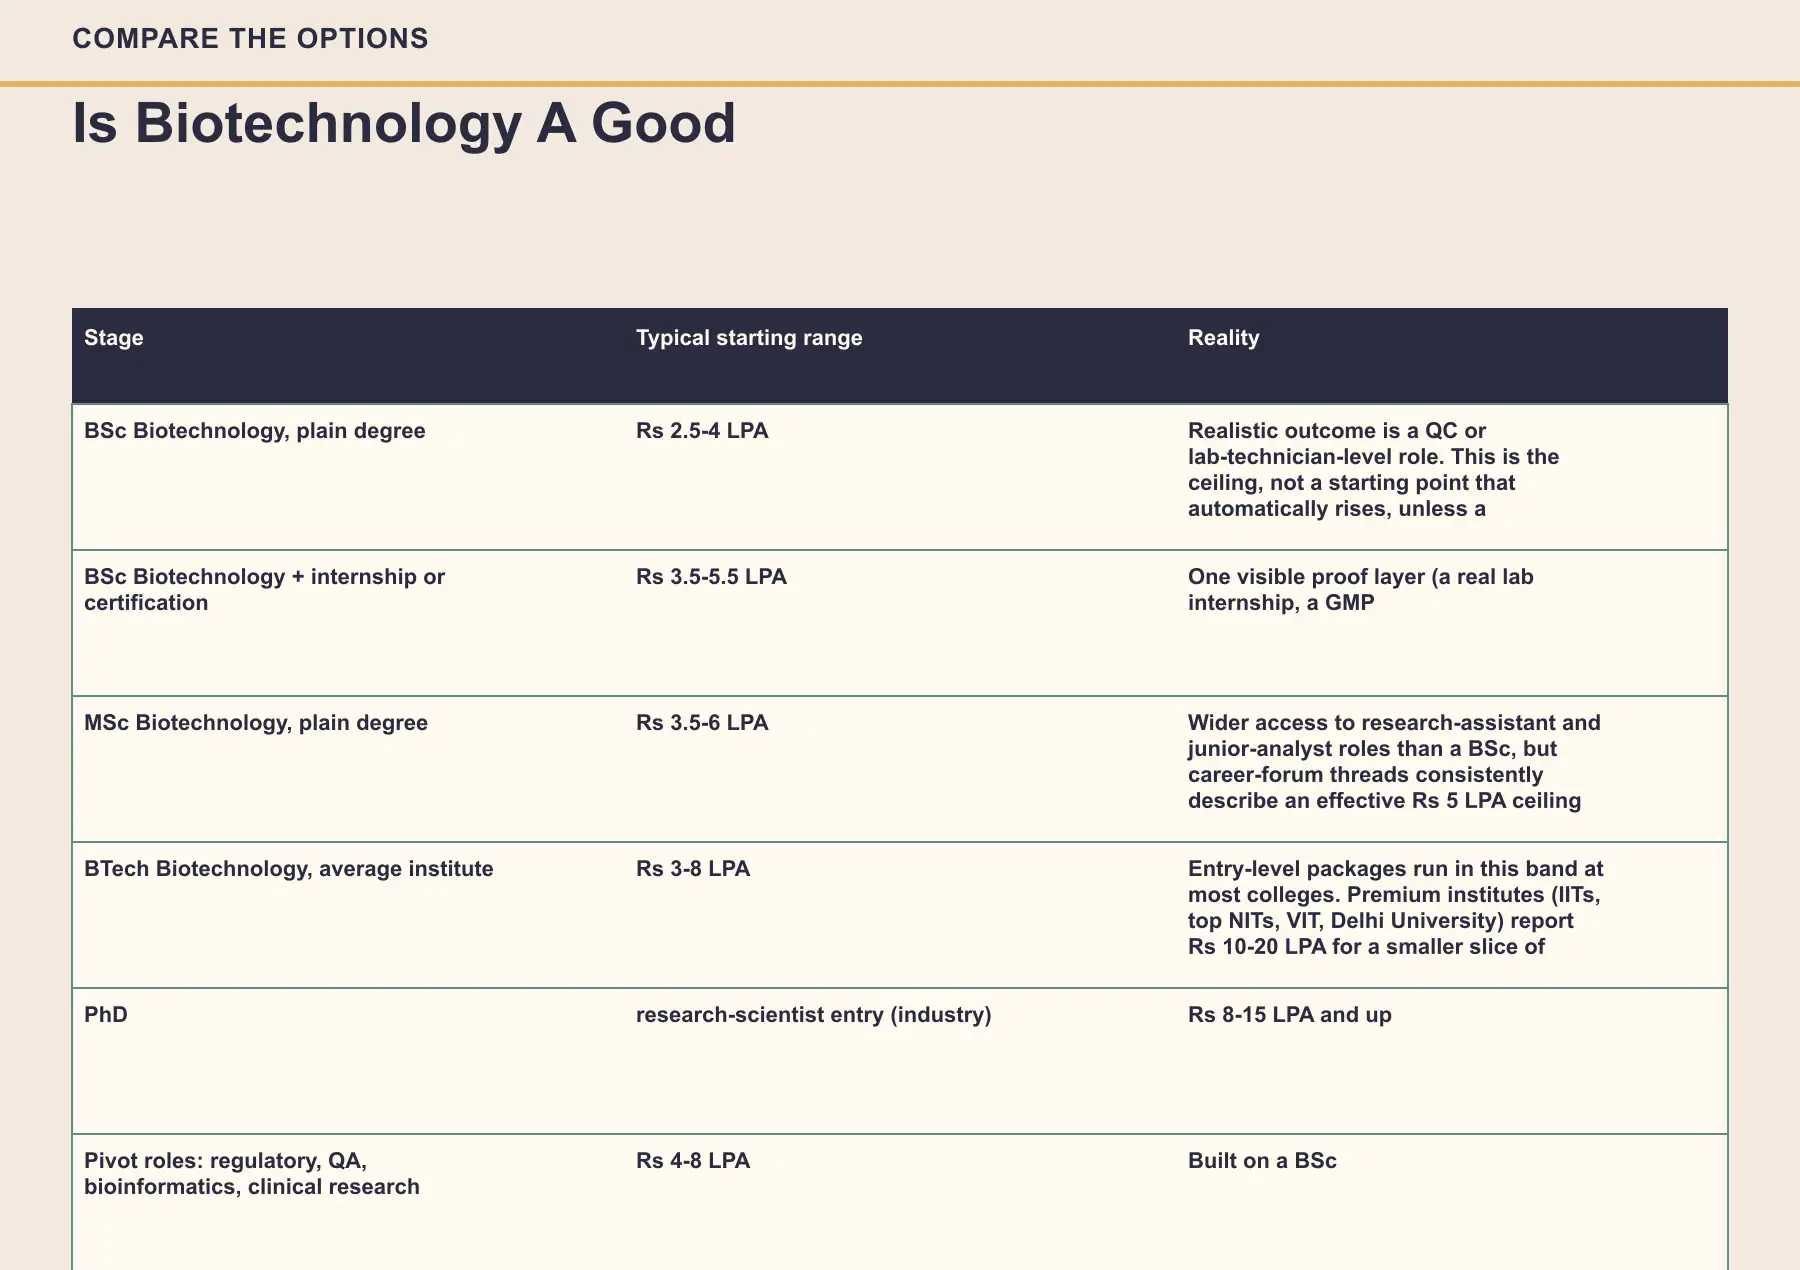 COMPARE THE OPTIONS
Is Biotechnology A Good
Stage
Typical starting range
Reality
BSc Biotechnology, plain degree
Rs 2.5-4 LPA
Realistic outcome is a QC or
lab-technician-level role. This is the
ceiling, not a starting point that
automatically rises, unless a
BSc Biotechnology + internship or
certification
Rs 3.5-5.5 LPA
One visible proof layer (a real lab
internship, a GMP
MSc Biotechnology, plain degree
Rs 3.5-6 LPA
Wider access to research-assistant and
junior-analyst roles than a BSc, but
career-forum threads consistently
describe an effective Rs 5 LPA ceiling
BTech Biotechnology, average institute
Rs 3-8 LPA
Entry-level packages run in this band at
most colleges. Premium institutes (IITs,
top NITs, VIT, Delhi University) report
Rs 10-20 LPA for a smaller slice of
PhD
research-scientist entry (industry)
Rs 8-15 LPA and up
Pivot roles: regulatory, QA,
bioinformatics, clinical research
Rs 4-8 LPA
Built on a BSc